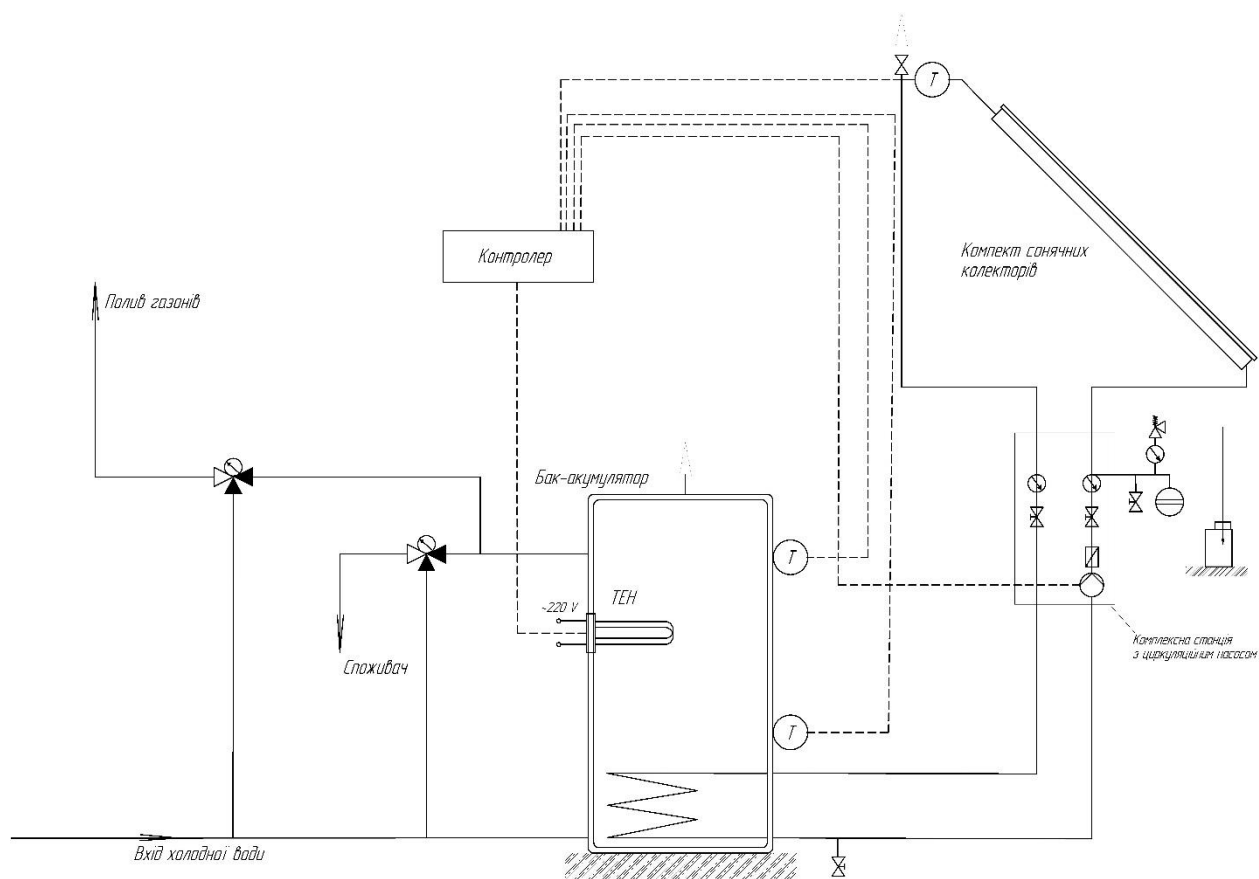 T
Контролер
Компект сонячних
колекторів
Полив газонів
Бак-акумулятор
T
ТЕН
~220 V
Споживач
Комплексна станція
з циркуляційним насосом
T
Вхід холодної води